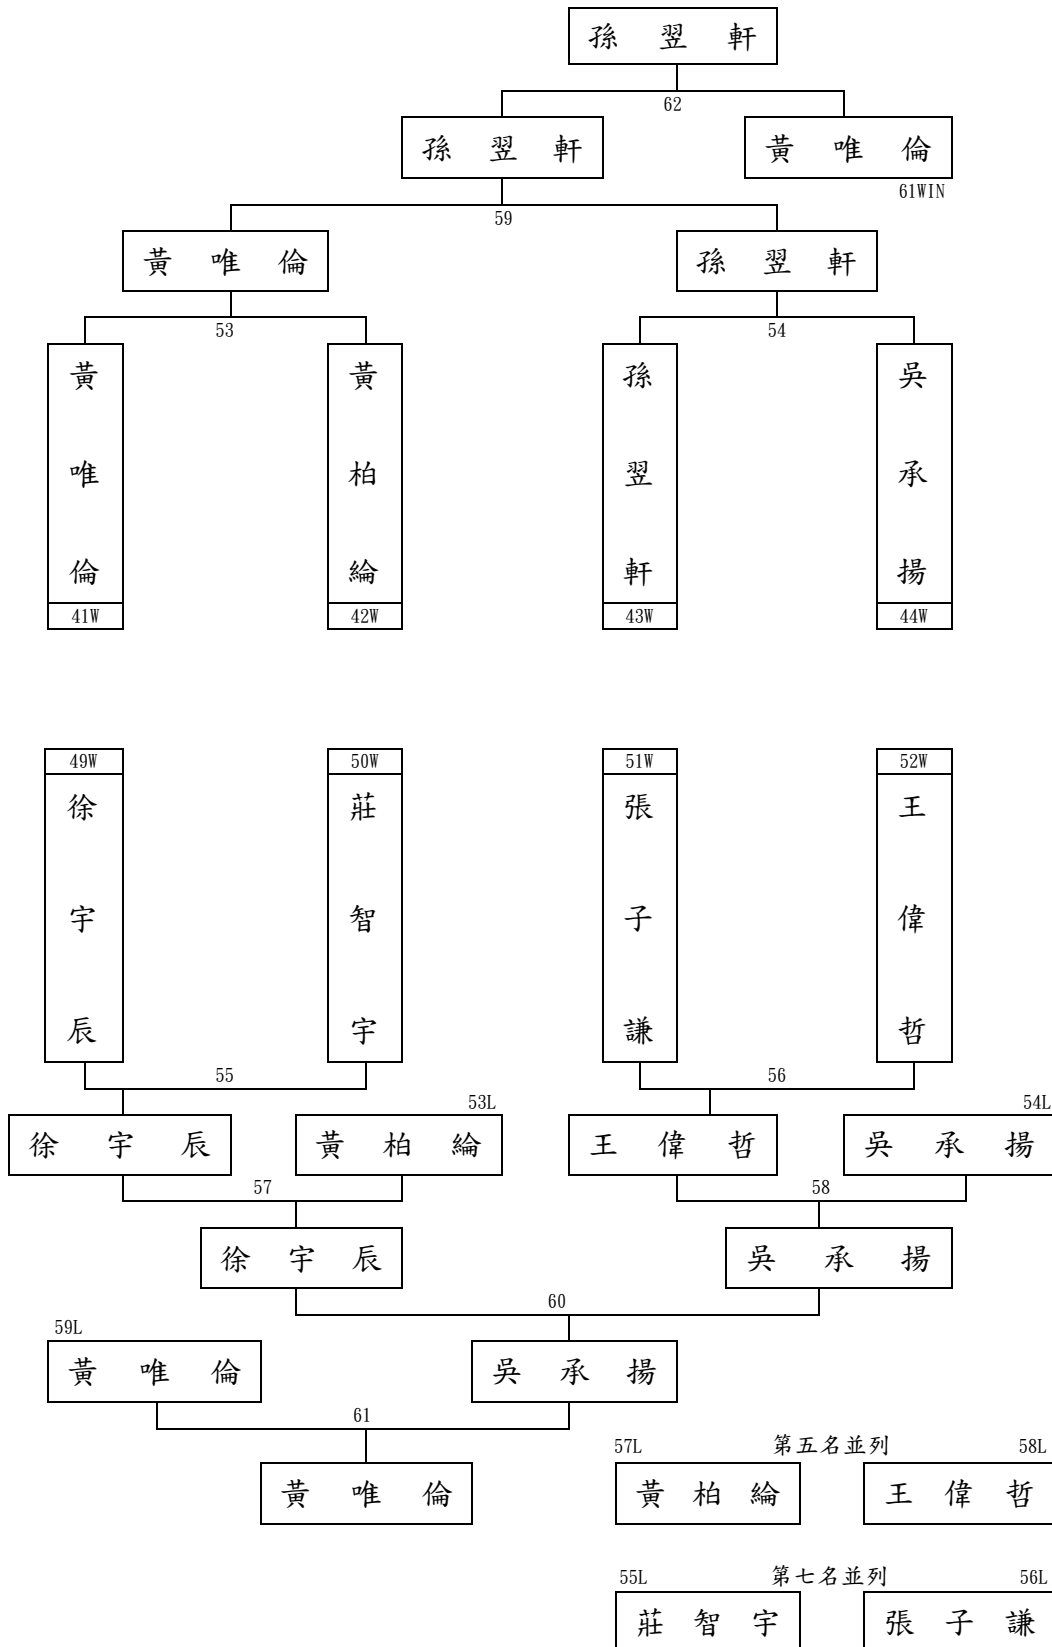 孫 翌 軒
62
孫 翌 軒
黃 唯 倫
61WIN
59
黃 唯 倫
孫 翌 軒
53
54
黃唯倫
黃柏綸
孫翌軒
吳承揚
41W
42W
43W
44W
49W
50W
51W
52W
徐宇辰
莊智宇
張子謙
王偉哲
55
56
53L
54L
徐 宇 辰
黃 柏 綸
王 偉 哲
吳 承 揚
57
58
徐 宇 辰
吳 承 揚
60
59L
黃 唯 倫
吳 承 揚
61
黃 唯 倫
57L 第五名並列 58L
黃 柏 綸
王 偉 哲
55L 第七名並列 56L
莊 智 宇
張 子 謙